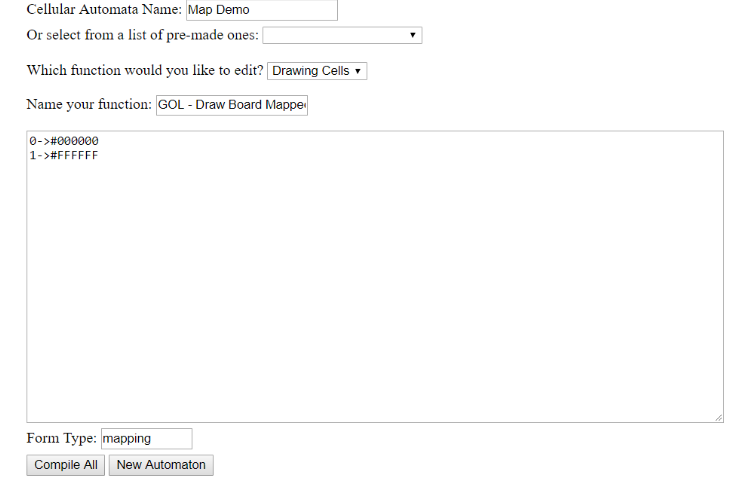 Cellular Automata Name: Map Demo
Or select from a list of pre-made ones:
Which function would you like to edit? Drawing Cells
Name your function: GOL - Draw Board Mappe
0->#000000
1->#FFFFFF
Form Type: mapping
Compile All New Automaton